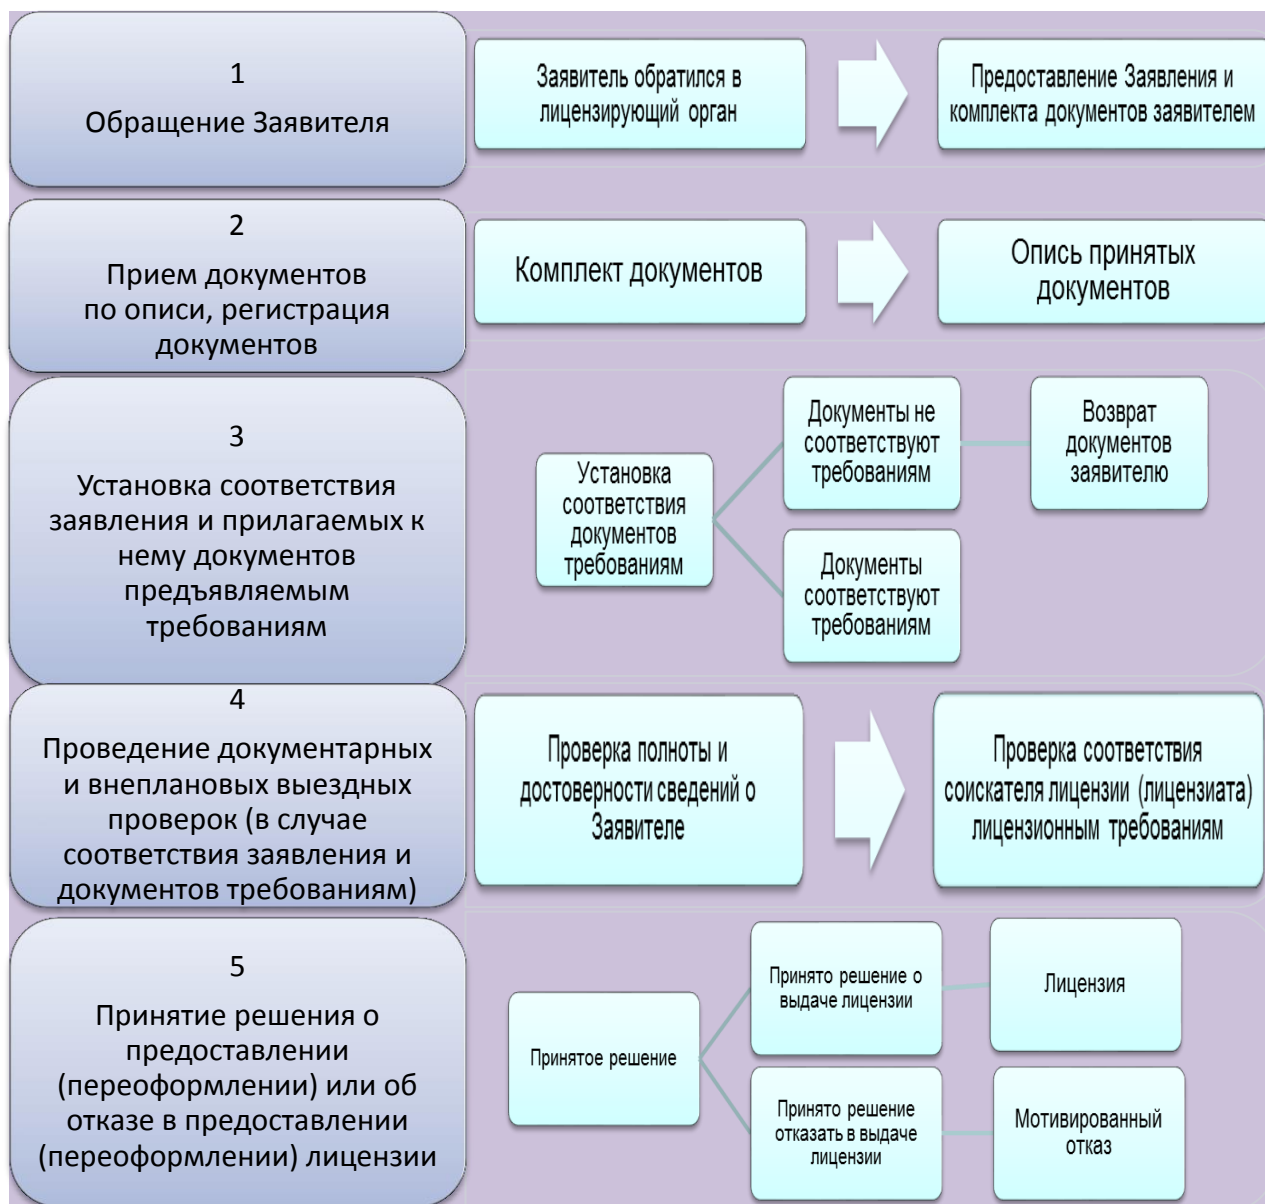 1
Обращение Заявителя
Заявитель обратился в
лицензирующий орган
Предоставление Заявления и
комплекта документов заявителем
2
Прием документов
по описи, регистрация
документов
Комплект документов
Опись принятых
документов
3
Установка соответствия
заявления и прилагаемых к
нему документов
предъявляемым
требованиям
Установка
соответствия
документов
требованиям
Документы не
соответствуют
требованиям
Возврат
документов
заявителю
Документы
соответствуют
требованиям
4
Проведение документарных
и внеплановых выездных
проверок (в случае
соответствия заявления и
документов требованиям)
Проверка полноты и
достоверности сведений о
Заявителе
Проверка соответствия
соискателя лицензии (лицензиата)
лицензионным требованиям
5
Принятие решения о
предоставлении
(переоформлении) или об
отказе в предоставлении
(переоформлении) лицензии
Принятое решение
Принято решение о
выдаче лицензии
Лицензия
Принято решение
отказать в выдаче
лицензии
Мотивированный
отказ